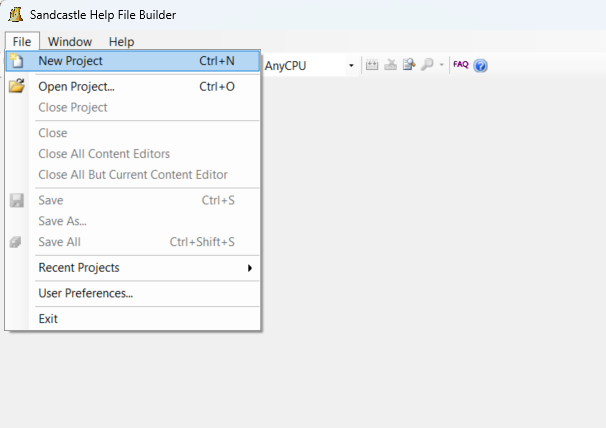 Sandcastle Help File Builder
File Window Help
New Project Ctrl+N
AnyCPU FAQ
Open Project... Ctrl+O
Close Project
Close
Close All Content Editors
Close All But Current Content Editor
Save Ctrl+S
Save As...
Save All Ctrl+Shift+S
Recent Projects
User Preferences...
Exit